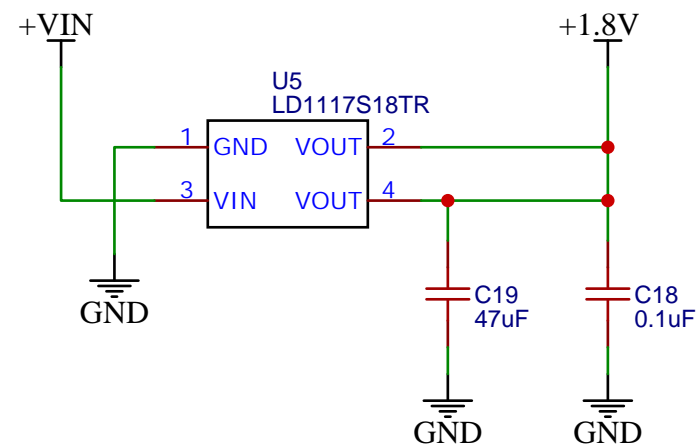 +VIN
+1.8V
U5
LD1117S18TR
1 GND VOUT 2
3 VIN VOUT 4
GND
C19
47uF
C18
0.1uF
GND
GND